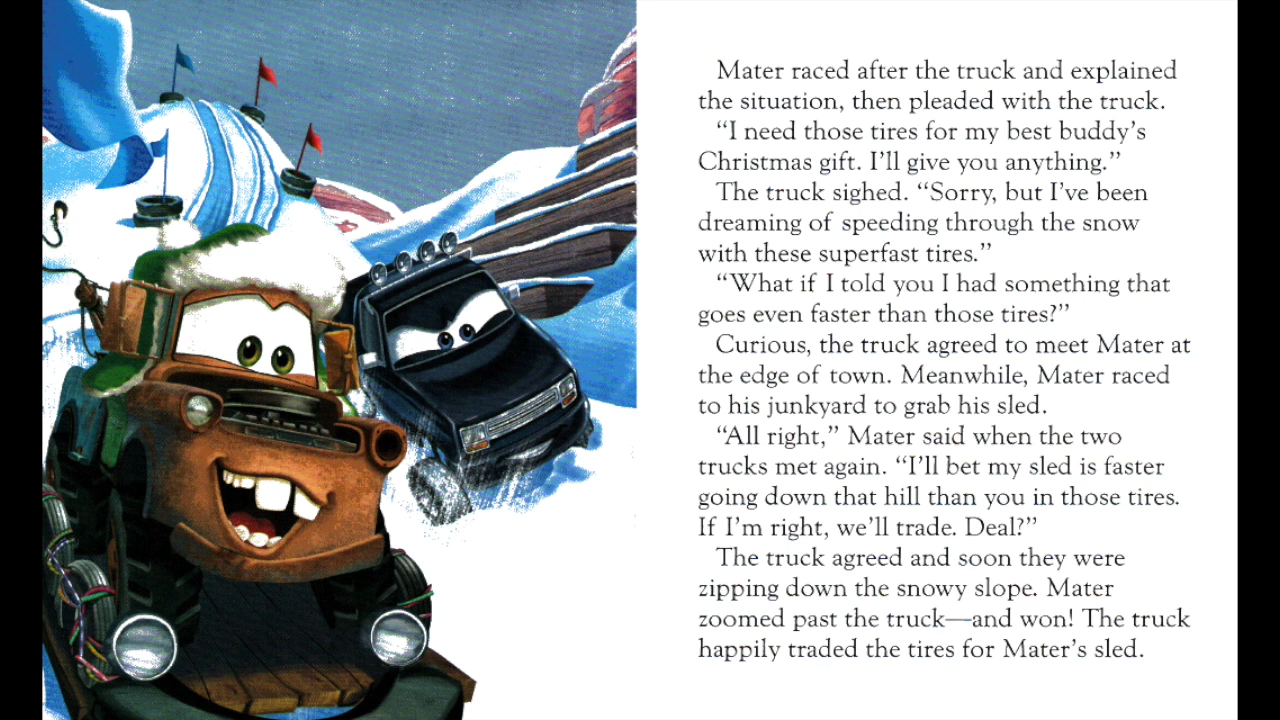 Mater raced after the truck and explained
the situation, then pleaded with the truck.
“I need those tires for my best buddy’s
Christmas gift. I’ll give you anything.”
The truck sighed. “Sorry, but I’ve been
dreaming of speeding through the snow
with these superfast tires.”
“What if I told you I had something that
goes even faster than those tires?”
Curious, the truck agreed to meet Mater at
the edge of town. Meanwhile, Mater raced
to his junkyard to grab his sled.
“All right,” Mater said when the two
trucks met again. “I’ll bet my sled is faster
going down that hill than you in those tires.
If I’m right, we’ll trade. Deal?”
The truck agreed and soon they were
zipping down the snowy slope. Mater
zoomed past the truck—and won! The truck
happily traded the tires for Mater’s sled.